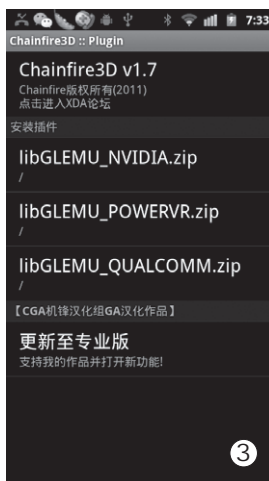 7:33
Chainfire3D :: Plugin
Chainfire3D v1.7
Chainfire版权所有(2011)
点击进入XDA论坛
安装插件
libGLEMU_NVIDIA.zip
/
libGLEMU_POWERVR.zip
/
libGLEMU_QUALCOMM.zip
/
【CGA机锋汉化组GA汉化作品】
更新至专业版
支持我的作品并打开新功能!
3